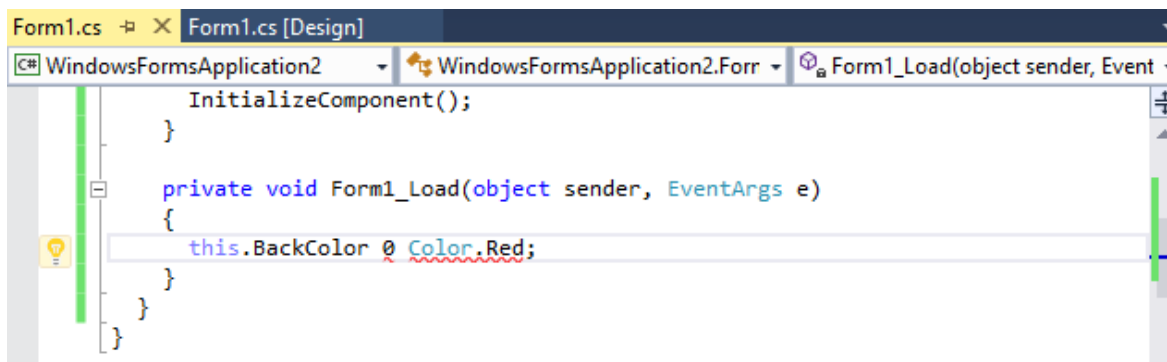 Form1.cs Form1.cs [Design]
C# WindowsFormsApplication2 WindowsFormsApplication2.Forr Form1_Load(object sender, Event
InitializeComponent();
}
private void Form1_Load(object sender, EventArgs e)
{
this.BackColor 0 Color.Red;
}
}
}